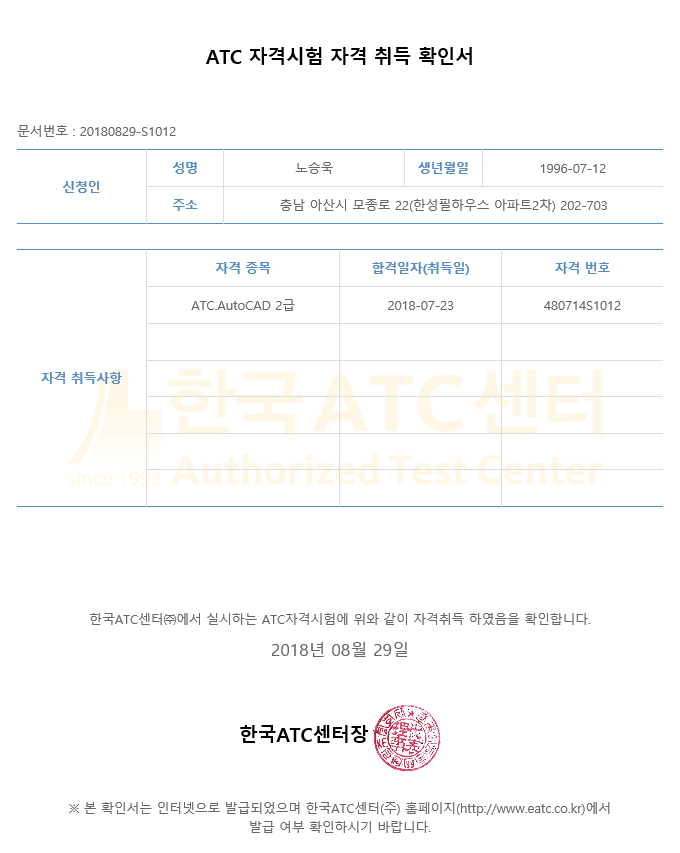 ATC 자격시험 자격 취득 확인서
문서번호 : 20180829-S1012
신청인
성명 노승욱 생년월일 1996-07-12
주소 충남 아산시 모종로 22(한성필하우스 아파트2차) 202-703
자격 취득사항
자격 종목 합격일자(취득일) 자격 번호
ATC.AutoCAD 2급 2018-07-23 480714S1012
한국ATC센터
since 1992 Authorized Test Center
한국ATC센터㈜에서 실시하는 ATC자격시험에 위와 같이 자격취득 하였음을 확인합니다.
2018년 08월 29일
한국ATC센터장
※ 본 확인서는 인터넷으로 발급되었으며 한국ATC센터(주) 홈페이지(http://www.eatc.co.kr)에서
발급 여부 확인하시기 바랍니다.